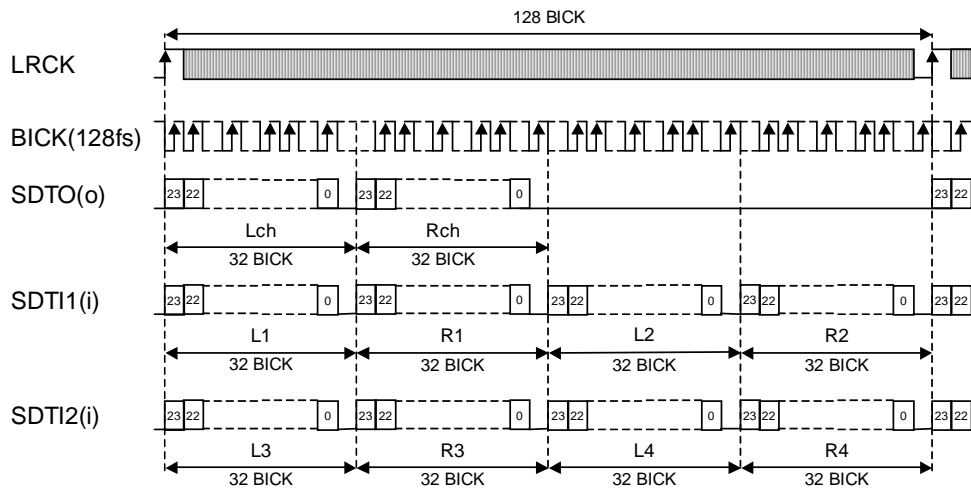 128 BICK
LRCK
BICK(128fs)
SDTO(o) 23 22 0 23 22 0 23 22
Lch Rch
32 BICK 32 BICK
SDTI1(i) 23 22 0 23 22 0 23 22 0 23 22 0 23 22
L1 R1 L2 R2
32 BICK 32 BICK 32 BICK 32 BICK
SDTI2(i) 23 22 0 23 22 0 23 22 0 23 22 0 23 22
L3 R3 L4 R4
32 BICK 32 BICK 32 BICK 32 BICK